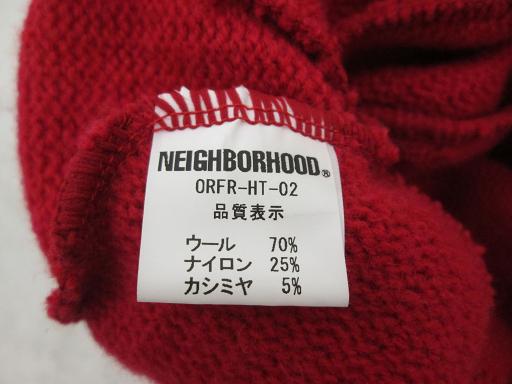 NEIGHBORHOOD®
ORFR-HT-02
品質表示
ウール 70%
ナイロン 25%
カシミヤ 5%